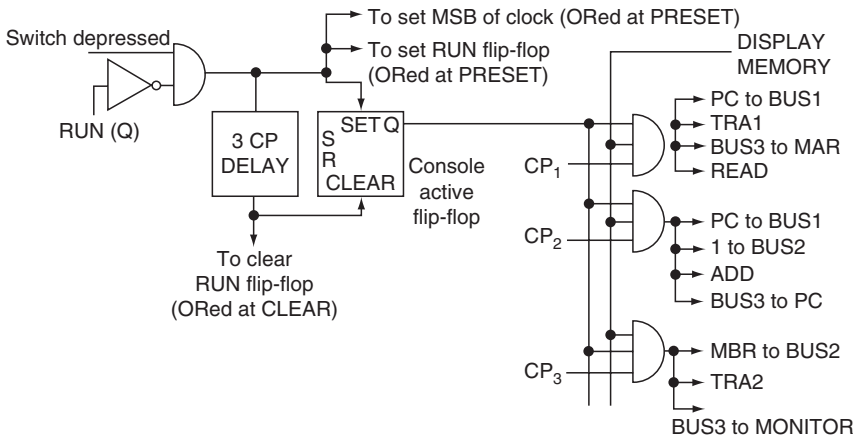 To set MSB of clock (ORed at PRESET)
Switch depressed
To set RUN flip-flop
(ORed at PRESET)
RUN (Q)
3 CP
DELAY
SET Q
S
R
CLEAR
Console
active
flip-flop
To clear
RUN flip-flop
(ORed at CLEAR)
DISPLAY
MEMORY
CP1
PC to BUS1
TRA1
BUS3 to MAR
READ
CP2
PC to BUS1
1 to BUS2
ADD
BUS3 to PC
CP3
MBR to BUS2
TRA2
BUS3 to MONITOR